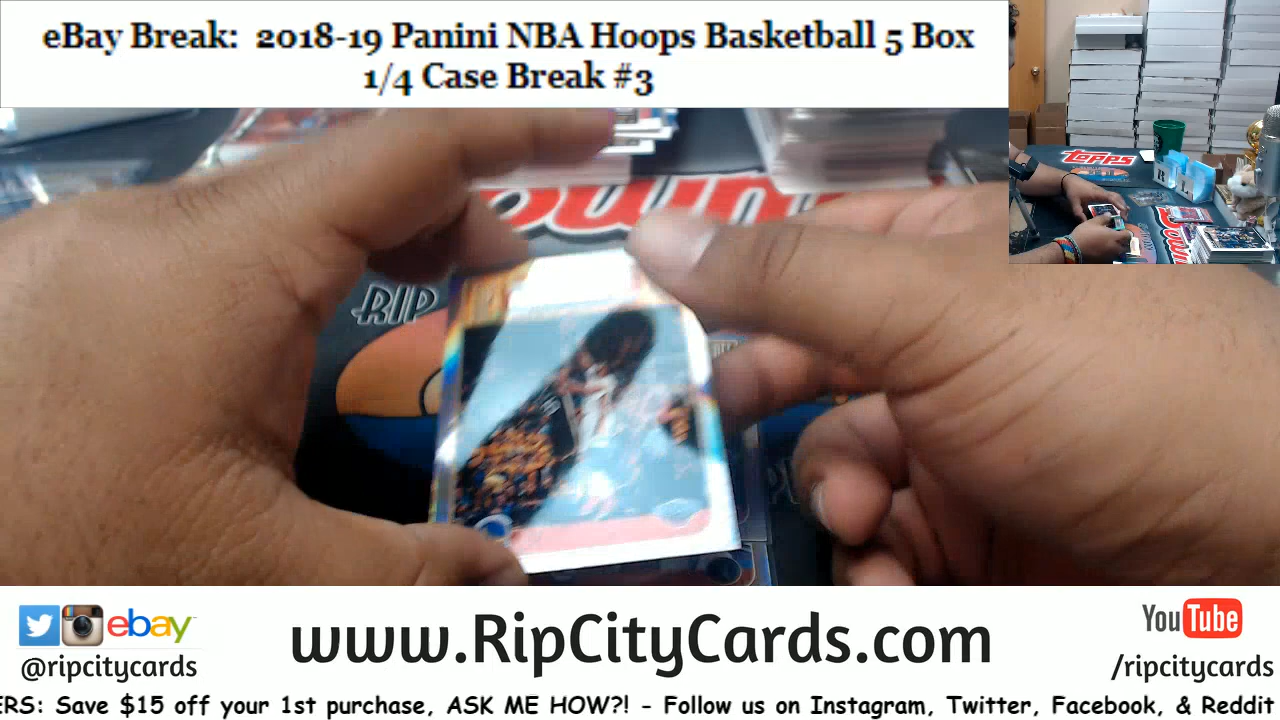 eBay Break: 2018-19 Panini NBA Hoops Basketball 5 Box
1/4 Case Break #3
topps
RIP
ebay
www.RipCityCards.com
YouTube
@ripcitycards
/ripcitycards
ERS: Save $15 off your 1st purchase, ASK ME HOW?! - Follow us on Instagram, Twitter, Facebook, & Reddit